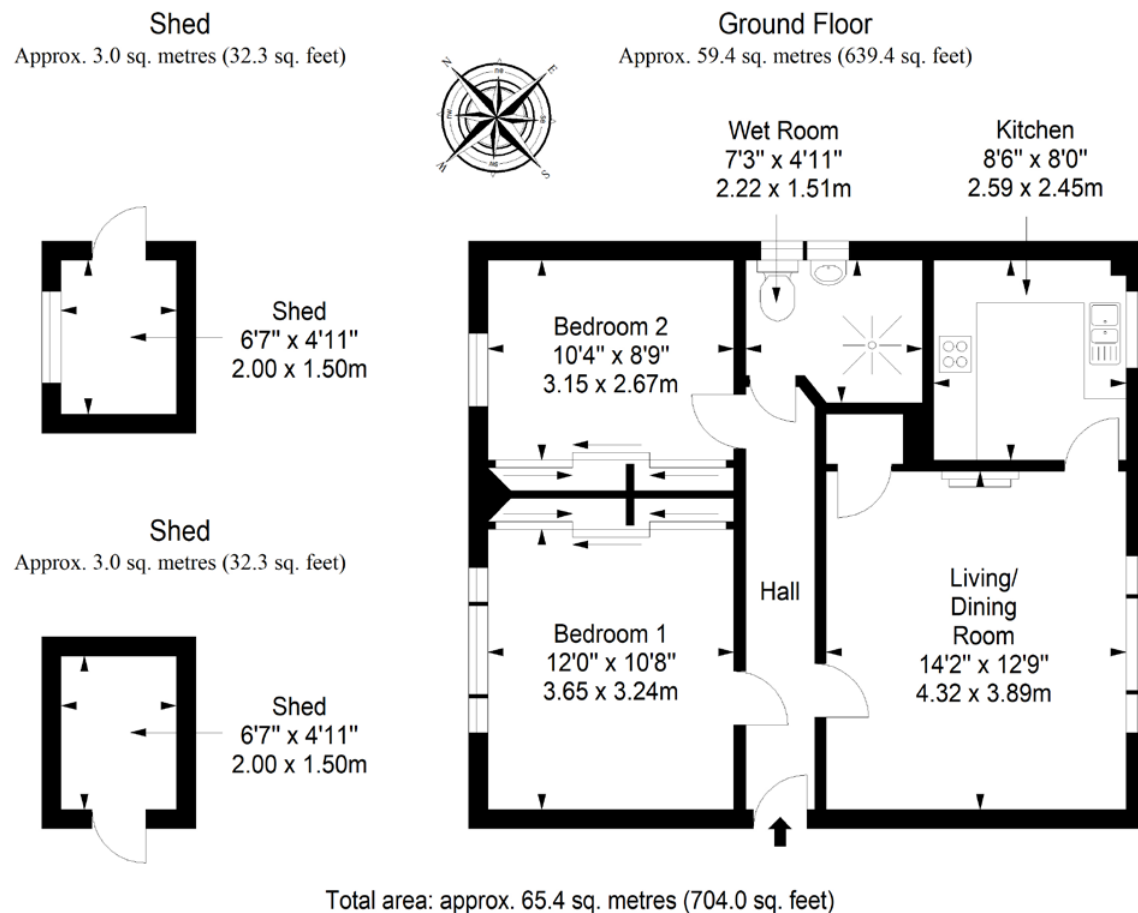 Shed
Approx. 3.0 sq. metres (32.3 sq. feet)
Ground Floor
Approx. 59.4 sq. metres (639.4 sq. feet)
N
E
S
W
Wet Room
7'3" x 4'11"
2.22 x 1.51m
Kitchen
8'6" x 8'0"
2.59 x 2.45m
Shed
6'7" x 4'11"
2.00 x 1.50m
Bedroom 2
10'4" x 8'9"
3.15 x 2.67m
Shed
Approx. 3.0 sq. metres (32.3 sq. feet)
Shed
6'7" x 4'11"
2.00 x 1.50m
Bedroom 1
12'0" x 10'8"
3.65 x 3.24m
Hall
Living/
Dining
Room
14'2" x 12'9"
4.32 x 3.89m
Total area: approx. 65.4 sq. metres (704.0 sq. feet)